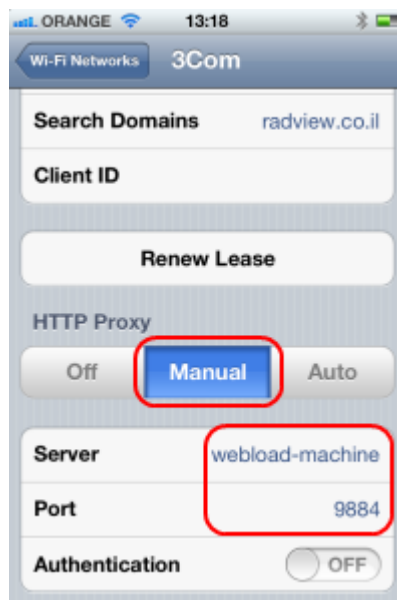 ORANGE 13:18
Wi-Fi Networks 3Com
Search Domains radview.co.il
Client ID
Renew Lease
HTTP Proxy
Off Manual Auto
Server webload-machine
Port 9884
Authentication OFF